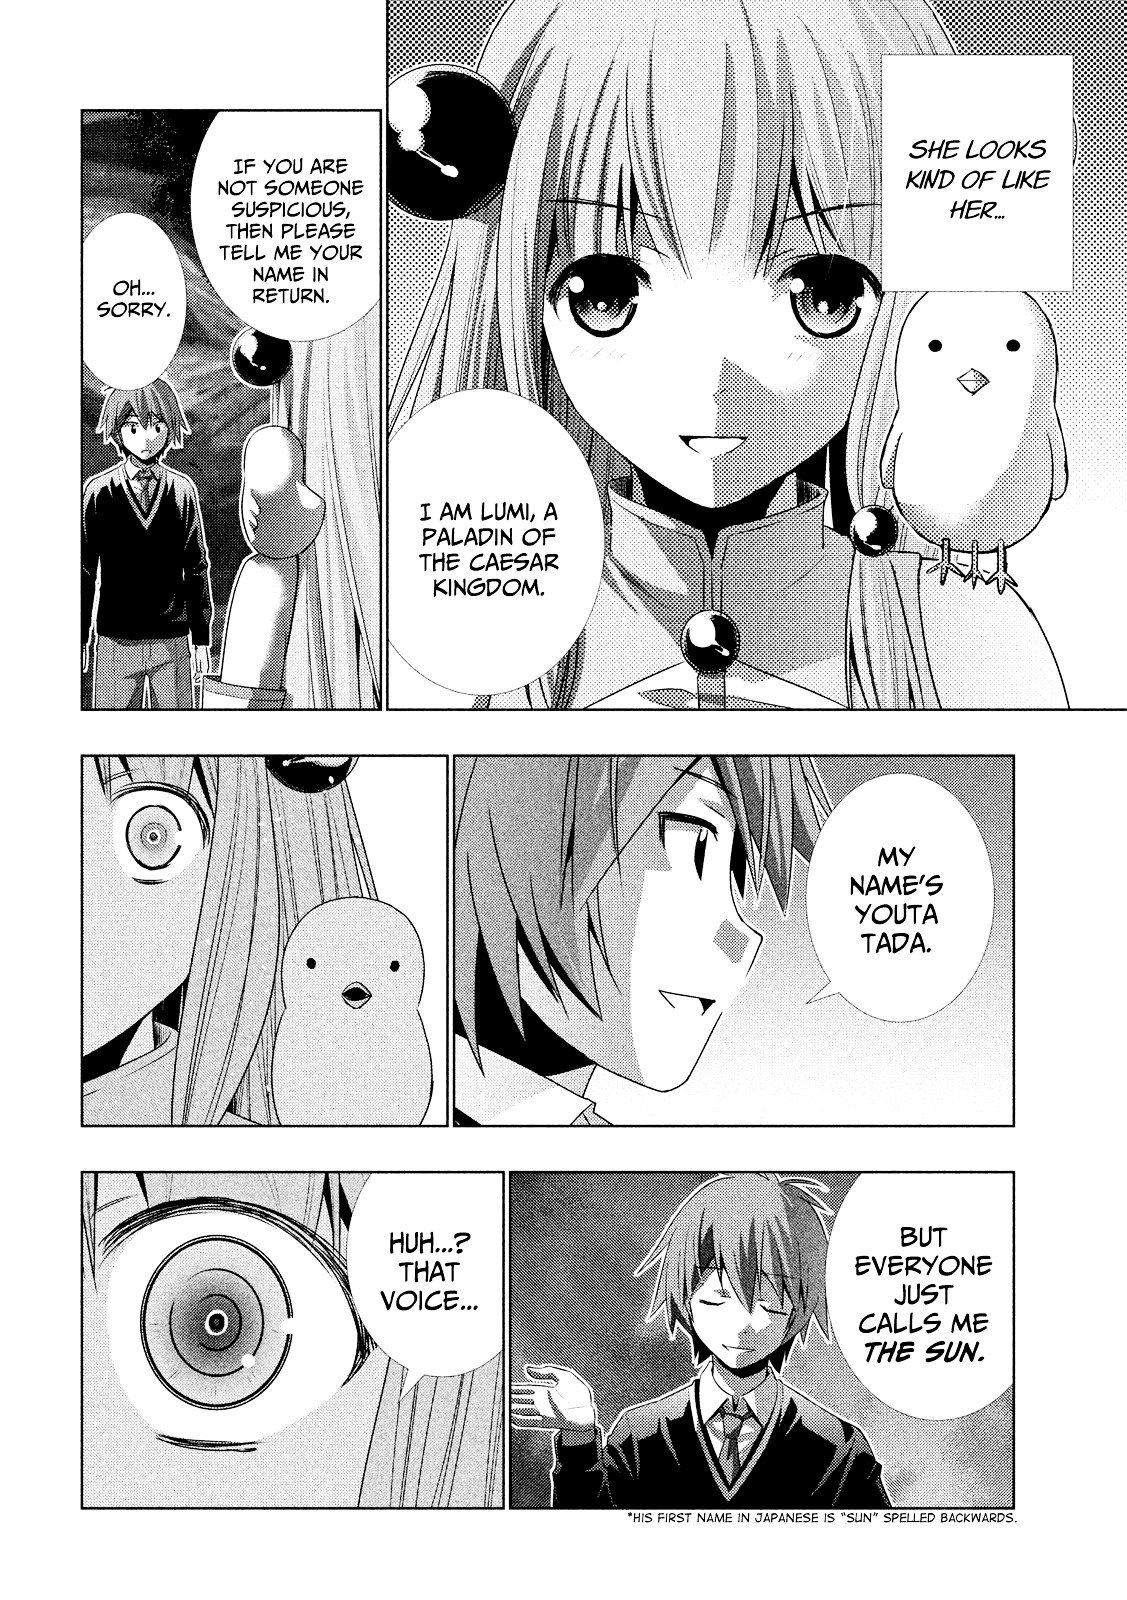 SHE LOOKS
KIND OF LIKE
HER...
I AM LUMI, A
PALADIN OF
THE CAESAR
KINGDOM.
IF YOU ARE
NOT SOMEONE
SUSPICIOUS,
THEN PLEASE
TELL ME YOUR
NAME IN
RETURN.
OH...
SORRY.
MY
NAME'S
YOUTA
TADA.
BUT
EVERYONE
JUST
CALLS ME
THE SUN.
*HIS FIRST NAME IN JAPANESE IS "SUN" SPELLED BACKWARDS.
HUH...?
THAT
VOICE...